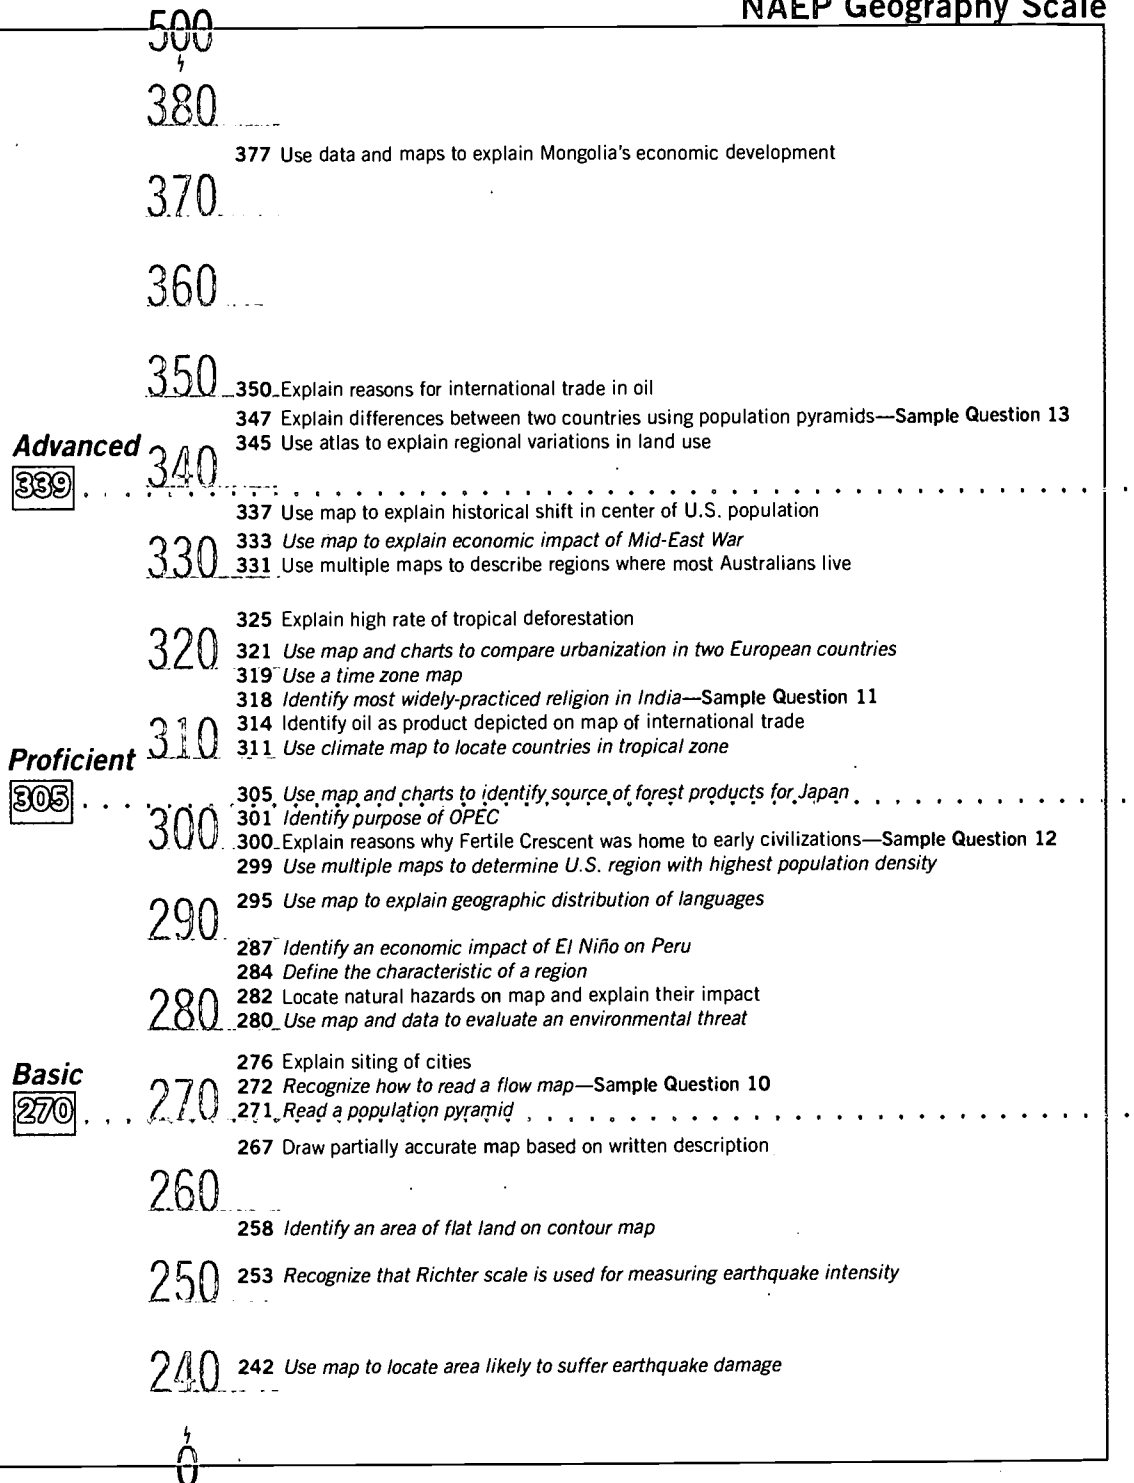 NAEP Geography Scale
500
380
377 Use data and maps to explain Mongolia's economic development
370
360
350
350 Explain reasons for international trade in oil
347 Explain differences between two countries using population pyramids—Sample Question 13
Advanced
345 Use atlas to explain regional variations in land use
340
339
337 Use map to explain historical shift in center of U.S. population
333 Use map to explain economic impact of Mid-East War
330
331 Use multiple maps to describe regions where most Australians live
325 Explain high rate of tropical deforestation
320
321 Use map and charts to compare urbanization in two European countries
319 Use a time zone map
318 Identify most widely-practiced religion in India—Sample Question 11
310
314 Identify oil as product depicted on map of international trade
311 Use climate map to locate countries in tropical zone
Proficient
305
305 Use map and charts to identify source of forest products for Japan
301 Identify purpose of OPEC
300
300 Explain reasons why Fertile Crescent was home to early civilizations—Sample Question 12
299 Use multiple maps to determine U.S. region with highest population density
295 Use map to explain geographic distribution of languages
290
287 Identify an economic impact of El Niño on Peru
284 Define the characteristic of a region
280
282 Locate natural hazards on map and explain their impact
280 Use map and data to evaluate an environmental threat
276 Explain siting of cities
Basic
272 Recognize how to read a flow map—Sample Question 10
270
270
271 Read a population pyramid
267 Draw partially accurate map based on written description
260
258 Identify an area of flat land on contour map
250
253 Recognize that Richter scale is used for measuring earthquake intensity
240
242 Use map to locate area likely to suffer earthquake damage
0